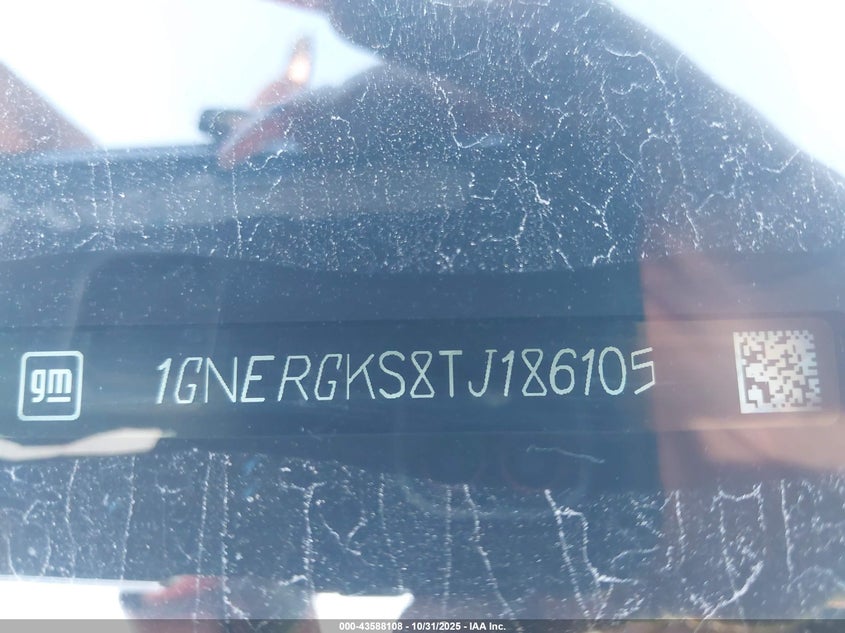 gm 1GNERGKS8TJ186105
000-43588108 - 10/31/2025 - IAA Inc.